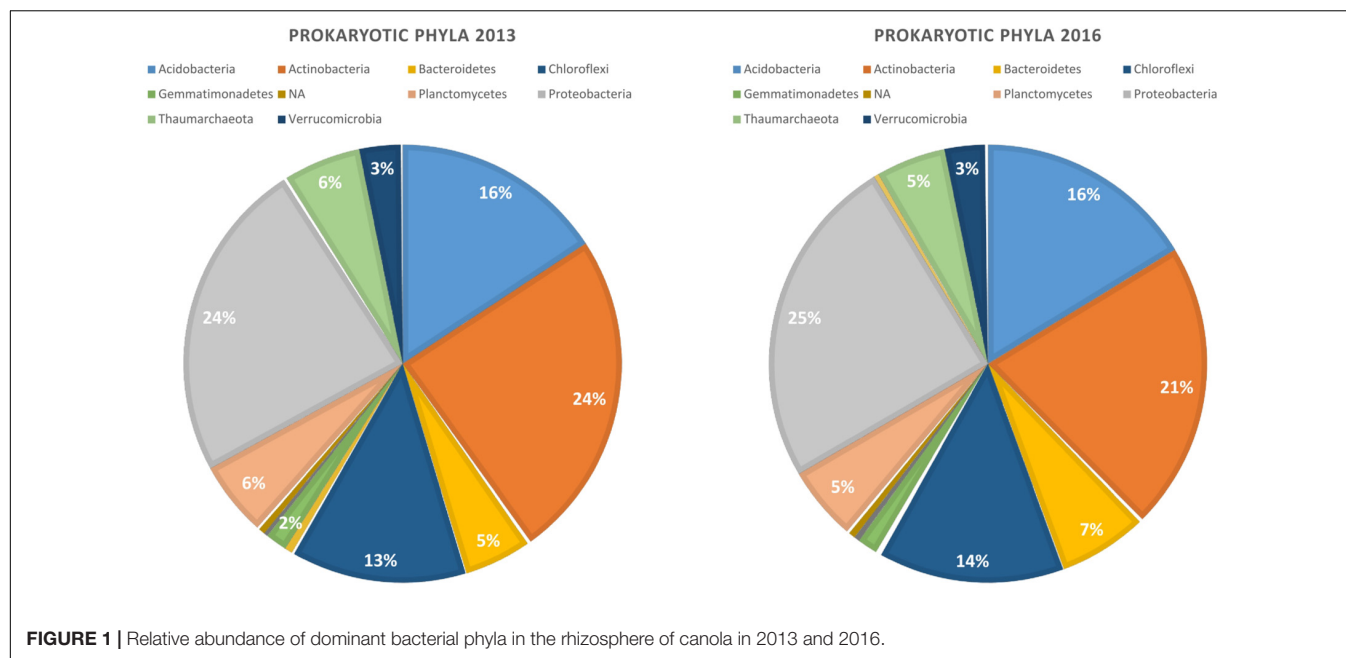 PROKARYOTIC PHYLA 2013
Acidobacteria Actinobacteria Bacteroidetes Chloroflexi
Gemmatimonadetes NA Planctomycetes Proteobacteria
Thaumarchaeota Verrucomicrobia
3%
6%
16%
24%
24%
6%
2%
13%
5%
PROKARYOTIC PHYLA 2016
Acidobacteria Actinobacteria Bacteroidetes Chloroflexi
Gemmatimonadetes NA Planctomycetes Proteobacteria
Thaumarchaeota Verrucomicrobia
3%
5%
16%
25%
21%
5%
7%
14%
FIGURE 1 | Relative abundance of dominant bacterial phyla in the rhizosphere of canola in 2013 and 2016.